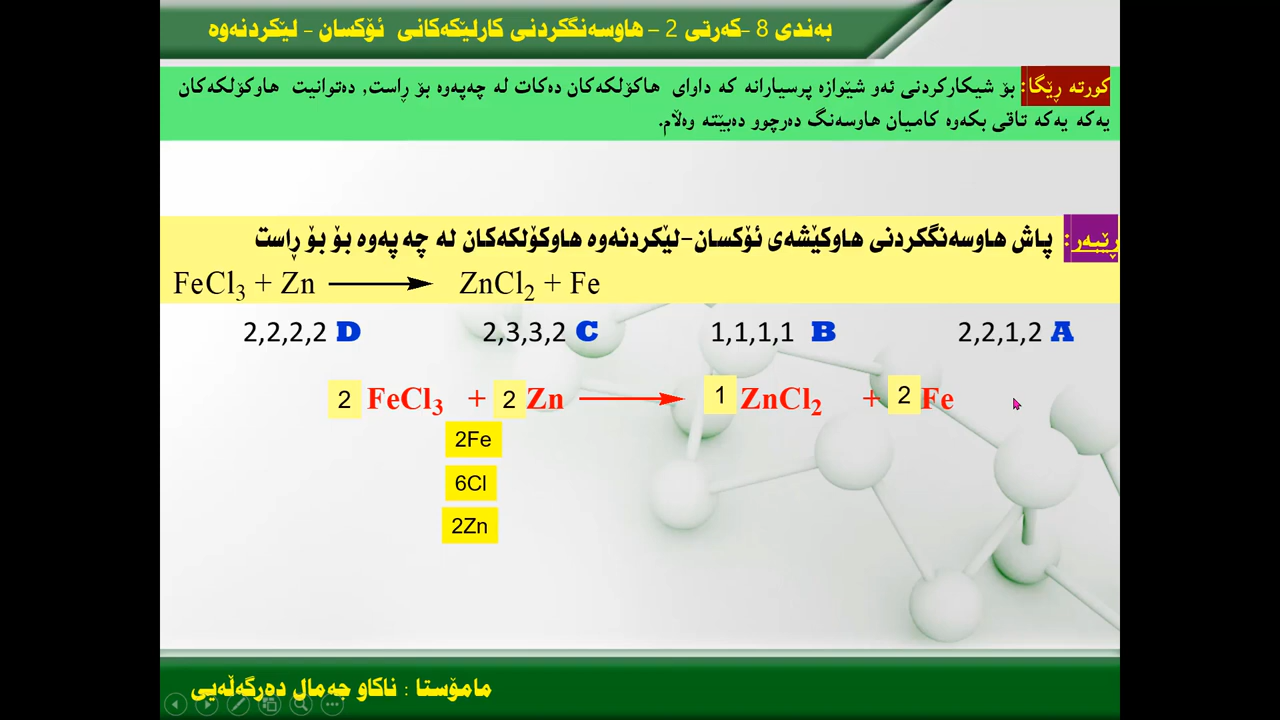 بەندی 8 -کەرتی 2 – هاوسەنگکردنی کارلێکەکانی ئۆکسان - لێکردنەوە
کورتە ڕێگا: بۆ شیکارکردنی ئەو شێوازە پرسیارانە کە داوای هاکۆلکەکان دەکات لە چەپەوە بۆ ڕاست, دەتوانیت هاوکۆلکەکان
یەکە یەکە تاقی بکەوە کامیان هاوسەنگ دەرچوو دەبێتە وەڵام.
ڕێبەر: پاش هاوسەنگکردنی هاوکێشەی ئۆکسان-لێکردنەوە هاوکۆلکەکان لە چە پەوە بۆ بۆ ڕاست
FeCl3 + Zn ⟶ ZnCl2 + Fe
2,2,2,2 D 2,3,3,2 C 1,1,1,1 B 2,2,1,2 A
2 FeCl3 + 2 Zn ⟶ 1 ZnCl2 + 2 Fe
2Fe
6Cl
2Zn
مامۆستا : ناکاو جەمال دەرگەڵەیی